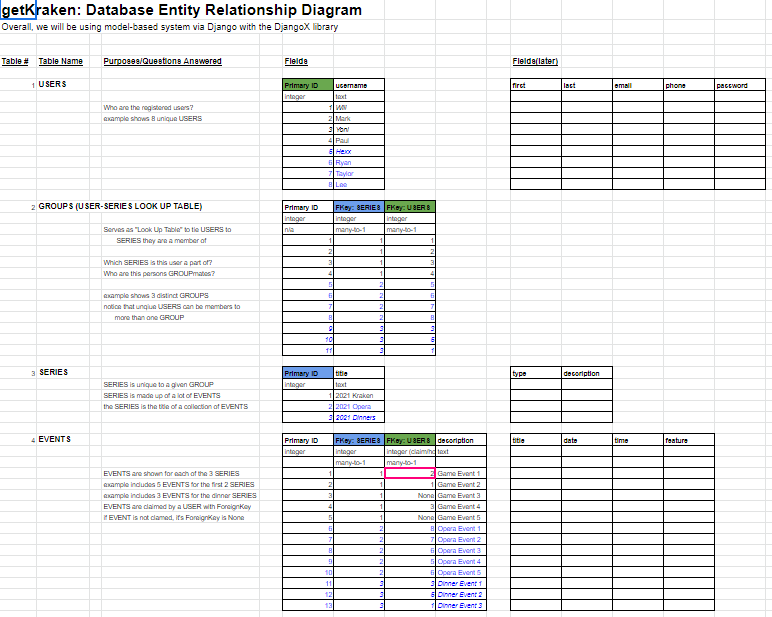 getKraken: Database Entity Relationship Diagram
Overall, we will be using model-based system via Django with the DjangoX library
Table # Table Name Purposes/Questions Answered Fields Fields(later)
1 USERS Primary ID username first last email phone password
integer text
Who are the registered users? 1 Will
example shows 8 unique USERS 2 Mark
3 Yoni
4 Paul
5 Hexx
6 Ryan
7 Taylor
8 Lee
2 GROUPS (USER-SERIES LOOK UP TABLE) Primary ID FKey: SERIES FKey: USERS
integer integer integer
Serves as "Look Up Table" to tie USERS to n/a many-to-1 many-to-1
SERIES they are a member of 1 1 1
2 1 2
Which SERIES is this user a part of? 3 1 3
Who are this persons GROUPmates? 4 1 4
5 2 5
example shows 3 distinct GROUPS 6 2 6
notice that unqiue USERS can be members to 7 2 7
more than one GROUP 8 2 8
9 3 3
10 3 5
11 3 1
3 SERIES Primary ID title type description
SERIES is unique to a given GROUP integer text
SERIES is made up of a lot of EVENTS 1 2021 Kraken
the SERIES is the title of a collection of EVENTS 2 2021 Opera
3 2021 Dinners
4 EVENTS Primary ID FKey: SERIES FKey: USERS description title date time feature
integer integer integer (claim/ho text
many-to-1 many-to-1
EVENTS are shown for each of the 3 SERIES 1 1 2 Game Event 1
example includes 5 EVENTS for the first 2 SERIES 2 1 1 Game Event 2
example includes 3 EVENTS for the dinner SERIES 3 1 None Game Event 3
EVENTS are claimed by a USER with ForeignKey 4 1 3 Game Event 4
if EVENT is not clamed, it's ForeignKey is None 5 1 None Game Event 5
6 2 8 Opera Event 1
7 2 7 Opera Event 2
8 2 6 Opera Event 3
9 2 5 Opera Event 4
10 2 6 Opera Event 5
11 3 3 Dinner Event 1
12 3 5 Dinner Event 2
13 3 1 Dinner Event 3